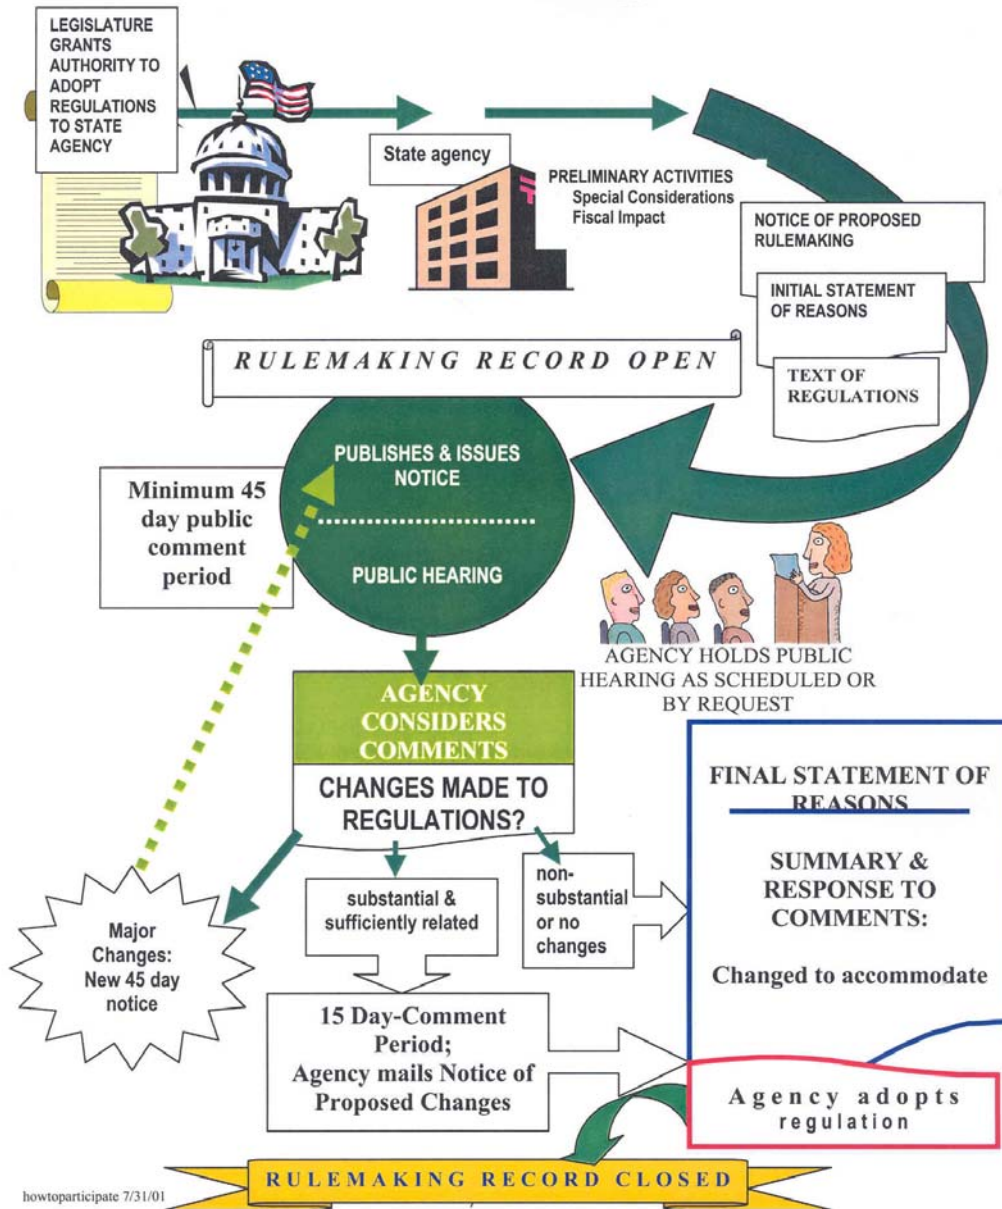 LEGISLATURE
GRANTS
AUTHORITY TO
ADOPT
REGULATIONS
TO STATE
AGENCY
State agency
PRELIMINARY ACTIVITIES
Special Considerations
Fiscal Impact
NOTICE OF PROPOSED
RULEMAKING
INITIAL STATEMENT
OF REASONS
TEXT OF
REGULATIONS
RULEMAKING RECORD OPEN
PUBLISHES & ISSUES
NOTICE
PUBLIC HEARING
Minimum 45
day public
comment
period
AGENCY HOLDS PUBLIC
HEARING AS SCHEDULED OR
BY REQUEST
AGENCY
CONSIDERS
COMMENTS
CHANGES MADE TO
REGULATIONS?
Major
Changes:
New 45 day
notice
substantial &
sufficiently related
non-
substantial
or no
changes
15 Day-Comment
Period;
Agency mails Notice of
Proposed Changes
FINAL STATEMENT OF
REASONS
SUMMARY &
RESPONSE TO
COMMENTS:
Changed to accommodate
Agency adopts
regulation
RULEMAKING RECORD CLOSED
howtoparticipate 7/31/01